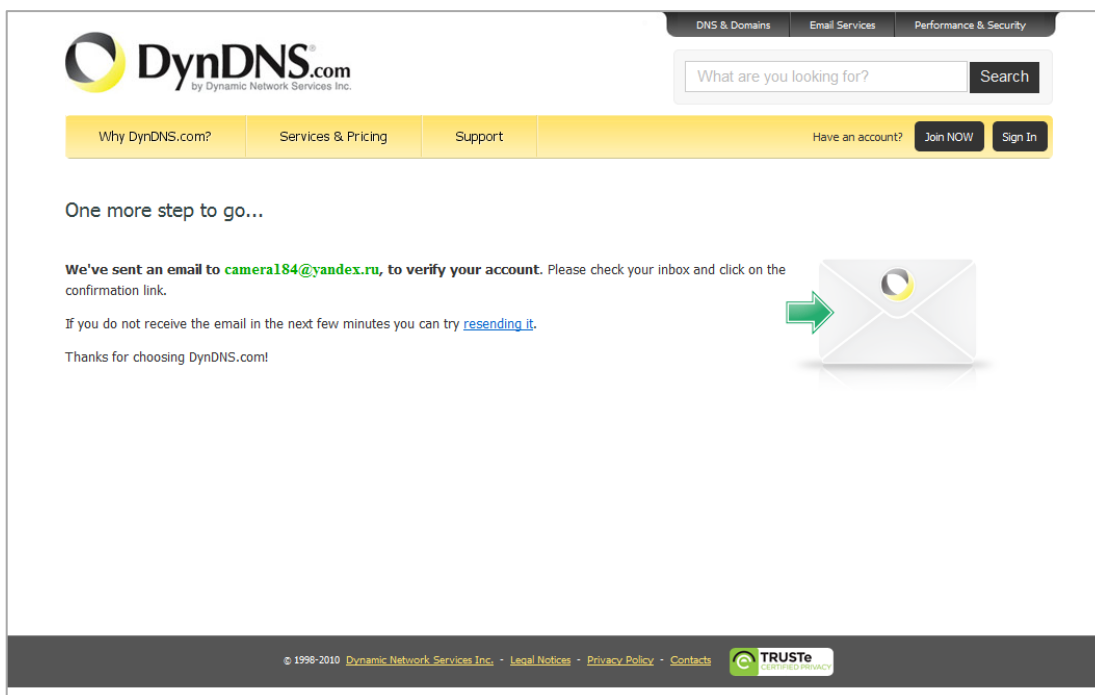 DNS & Domains Email Services Performance & Security
DynDNS.com
by Dynamic Network Services Inc.
What are you looking for? Search
Why DynDNS.com? Services & Pricing Support Have an account? Join NOW Sign In
One more step to go...
We've sent an email to camera184@yandex.ru, to verify your account. Please check your inbox and click on the
confirmation link.
If you do not receive the email in the next few minutes you can try resending it.
Thanks for choosing DynDNS.com!
© 1998-2010 Dynamic Network Services Inc. - Legal Notices - Privacy Policy - Contacts TRUSTe
CERTIFIED PRIVACY